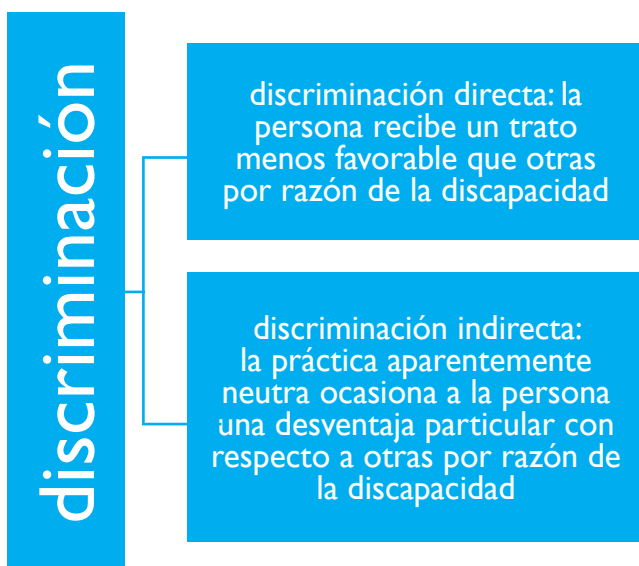 discriminación
discriminación directa: la
persona recibe un trato
menos favorable que otras
por razón de la discapacidad
discriminación indirecta:
la práctica aparentemente
neutra ocasiona a la persona
una desventaja particular con
respecto a otras por razón de
la discapacidad